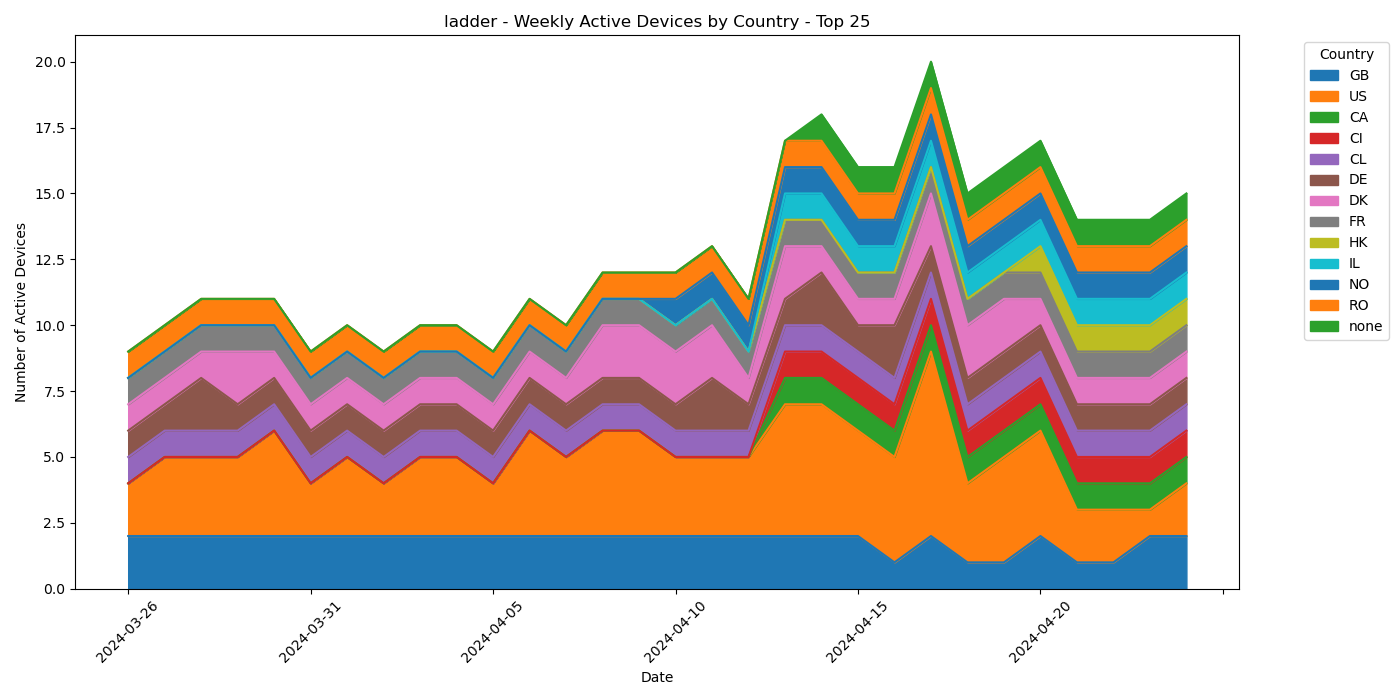 ladder - Weekly Active Devices by Country - Top 25
Number of Active Devices
20.0
17.5
15.0
12.5
10.0
7.5
5.0
2.5
0.0
2024-03-26
2024-03-31
2024-04-05
2024-04-10
2024-04-15
2024-04-20
Date
Country
GB
US
CA
CI
CL
DE
DK
FR
HK
IL
NO
RO
none